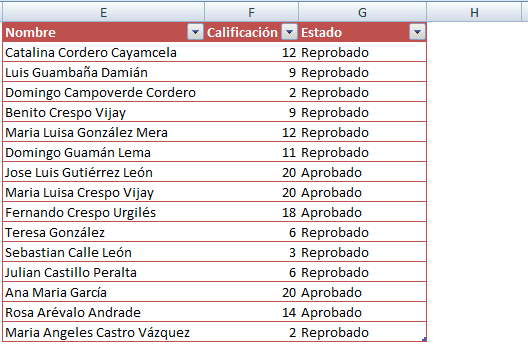 E F G H
Nombre Calificación Estado
Catalina Cordero Cayamcela 12 Reprobado
Luis Guambaña Damián 9 Reprobado
Domingo Campoverde Cordero 2 Reprobado
Benito Crespo Vijay 9 Reprobado
Maria Luisa González Mera 12 Reprobado
Domingo Guamán Lema 11 Reprobado
Jose Luis Gutiérrez León 20 Aprobado
Maria Luisa Crespo Vijay 20 Aprobado
Fernando Crespo Urgilés 18 Aprobado
Teresa González 6 Reprobado
Sebastian Calle León 3 Reprobado
Julian Castillo Peralta 6 Reprobado
Ana Maria García 20 Aprobado
Rosa Arévalo Andrade 14 Aprobado
Maria Angeles Castro Vázquez 2 Reprobado